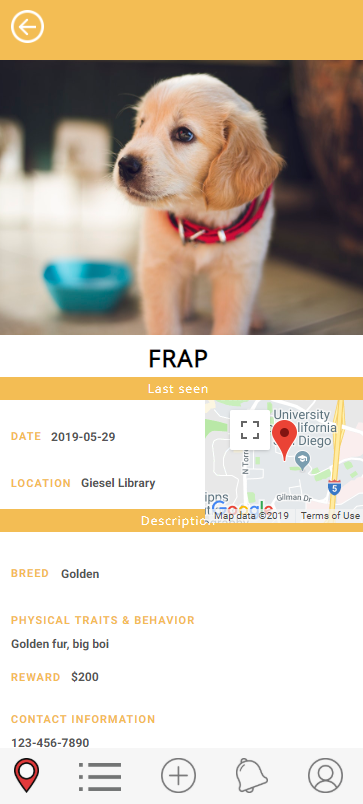 FRAP
Last seen
DATE 2019-05-29
LOCATION Giesel Library
University
California
San Diego
N Torr
Gilman Dr
5
ipps
Google
Map data ©2019 Terms of Use
Description
BREED Golden
PHYSICAL TRAITS & BEHAVIOR
Golden fur, big boi
REWARD $200
CONTACT INFORMATION
123-456-7890